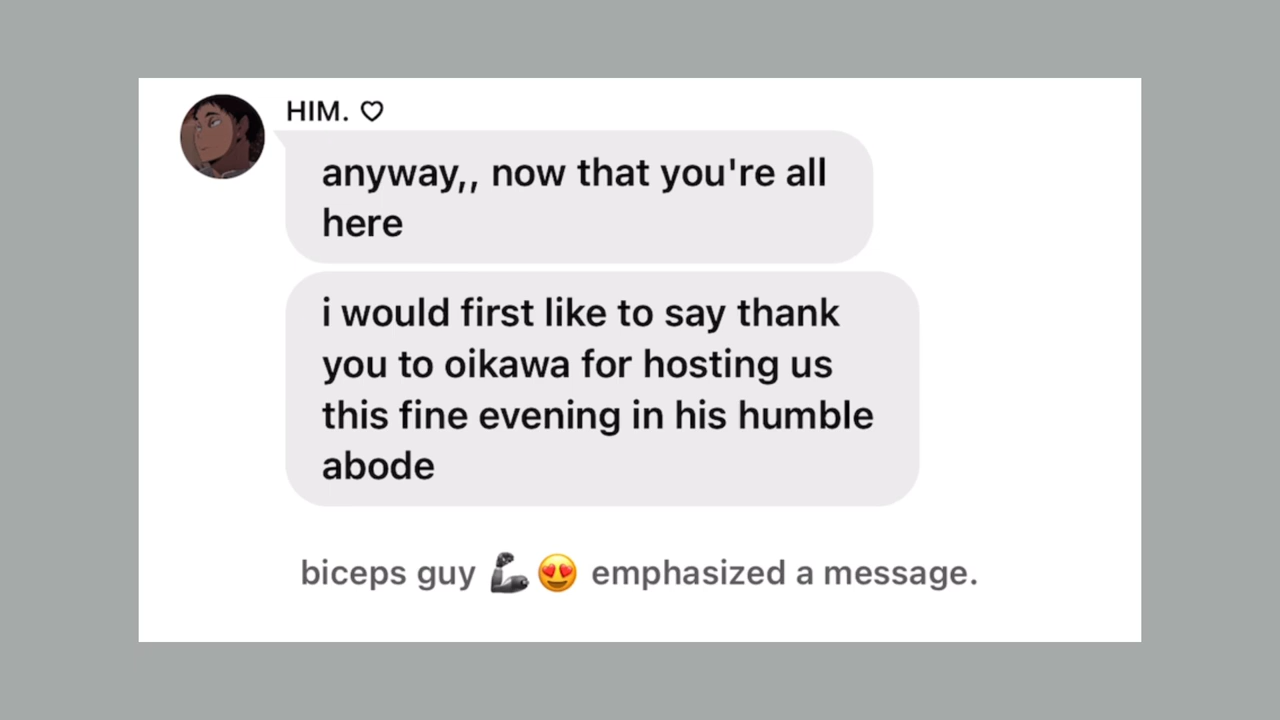 HIM. ♡
anyway,, now that you're all
here
i would first like to say thank
you to oikawa for hosting us
this fine evening in his humble
abode
biceps guy 🦾😍 emphasized a message.